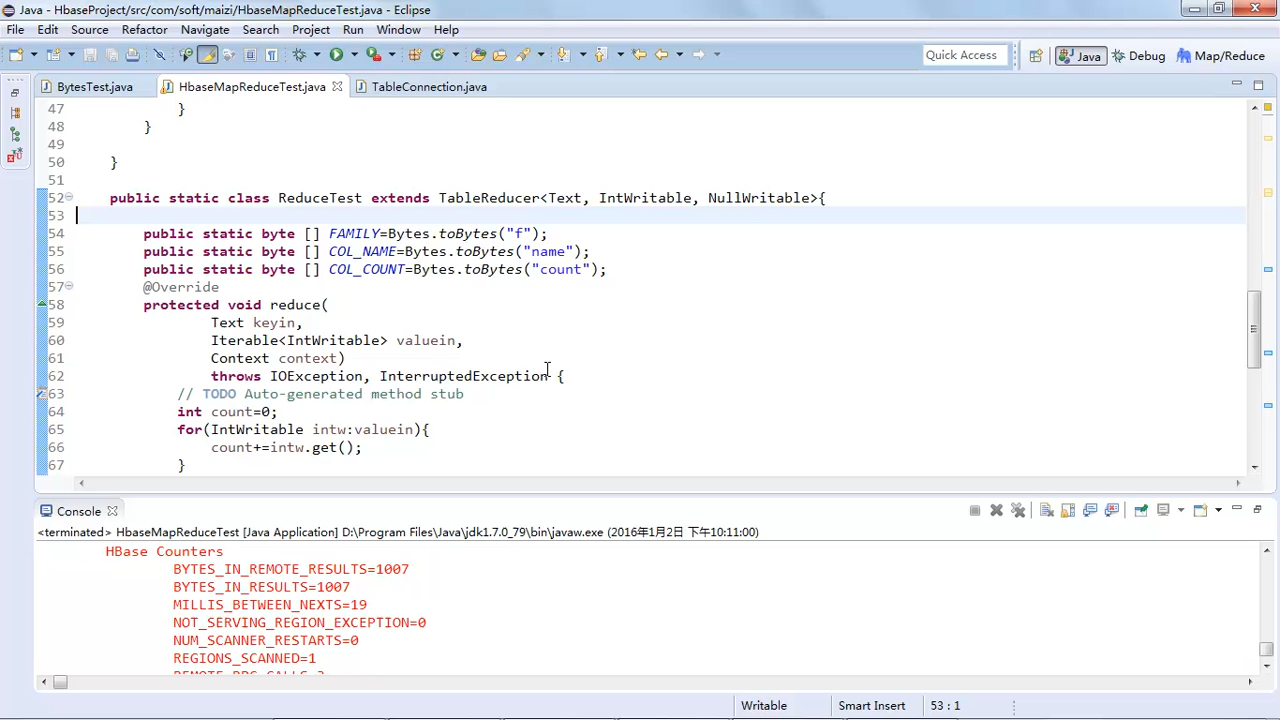 Java - HbaseProject/src/com/soft/maizi/HbaseMapReduceTest.java - Eclipse
File Edit Source Refactor Navigate Search Project Run Window Help
Quick Access Java Debug Map/Reduce
BytesTest.java HbaseMapReduceTest.java TableConnection.java
47 }
48 }
49
50 }
51
52 public static class ReduceTest extends TableReducer<Text, IntWritable, NullWritable>{
53
54 public static byte [] FAMILY=Bytes.toBytes("f");
55 public static byte [] COL_NAME=Bytes.toBytes("name");
56 public static byte [] COL_COUNT=Bytes.toBytes("count");
57 @Override
58 protected void reduce(
59 Text keyin,
60 Iterable<IntWritable> valuein,
61 Context context)
62 throws IOException, InterruptedException {
63 // TODO Auto-generated method stub
64 int count=0;
65 for(IntWritable intw:valuein){
66 count+=intw.get();
67 }
Console
<terminated> HbaseMapReduceTest [Java Application] D:\Program Files\Java\jdk1.7.0_79\bin\javaw.exe (2016年1月2日 下午10:11:00)
HBase Counters
BYTES_IN_REMOTE_RESULTS=1007
BYTES_IN_RESULTS=1007
MILLIS_BETWEEN_NEXTS=19
NOT_SERVING_REGION_EXCEPTION=0
NUM_SCANNER_RESTARTS=0
REGIONS_SCANNED=1
Writable Smart Insert 53 : 1